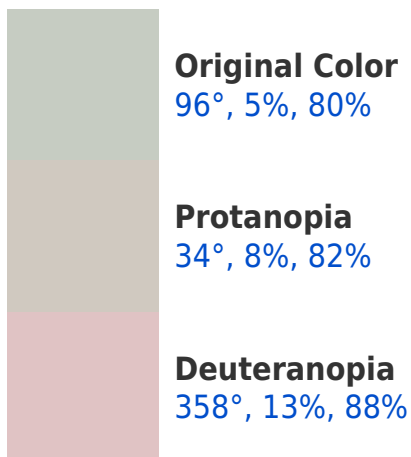 Original Color
96°, 5%, 80%
Protanopia
34°, 8%, 82%
Deuteranopia
358°, 13%, 88%